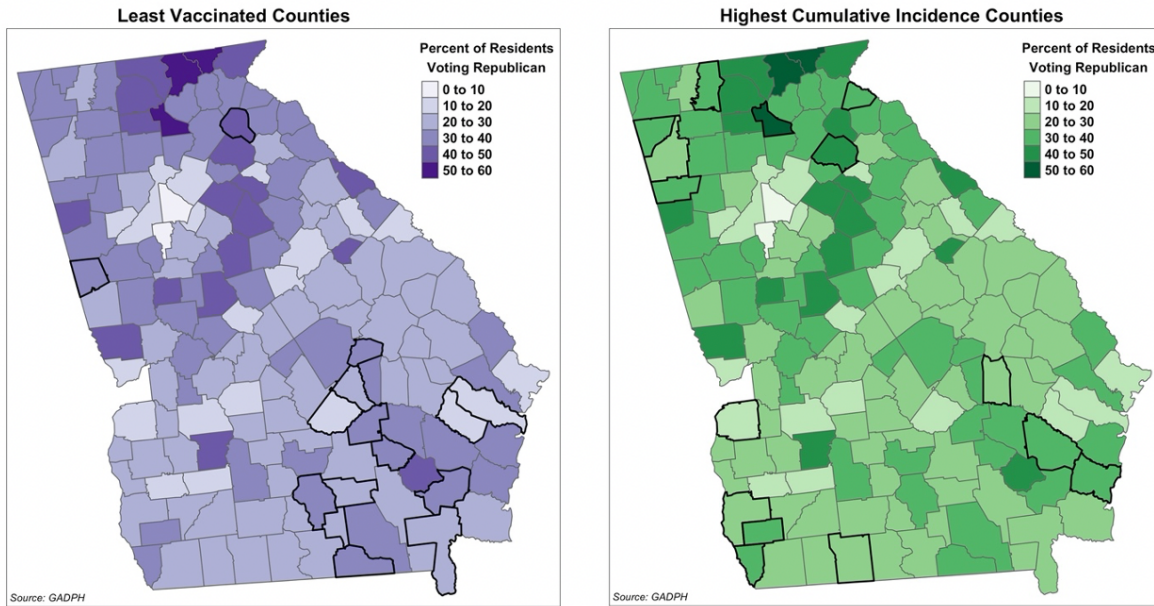 Least Vaccinated Counties
Percent of Residents
Voting Republican
0 to 10
10 to 20
20 to 30
30 to 40
40 to 50
50 to 60
Source: GADPH
Highest Cumulative Incidence Counties
Percent of Residents
Voting Republican
0 to 10
10 to 20
20 to 30
30 to 40
40 to 50
50 to 60
Source: GADPH